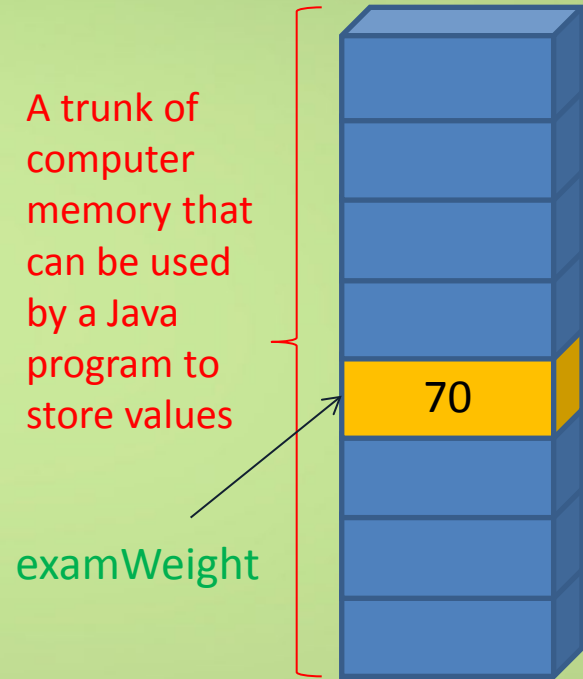 A trunk of
computer
memory that
can be used
by a Java
program to
store values
70
examWeight